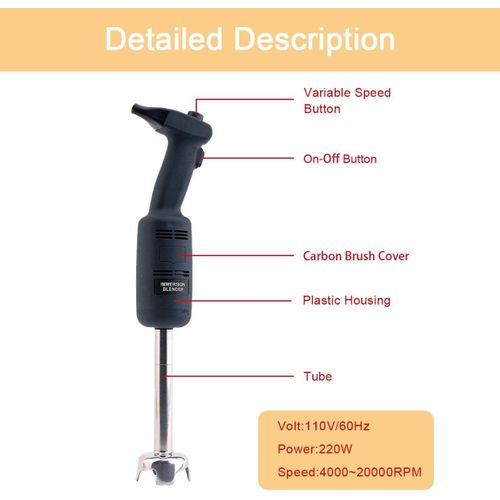 Detailed Description
Variable Speed
Button
On-Off Button
Carbon Brush Cover
IMMERSION
BLENDER
Plastic Housing
Tube
Volt:110V/60Hz
Power:220W
Speed:4000~20000RPM